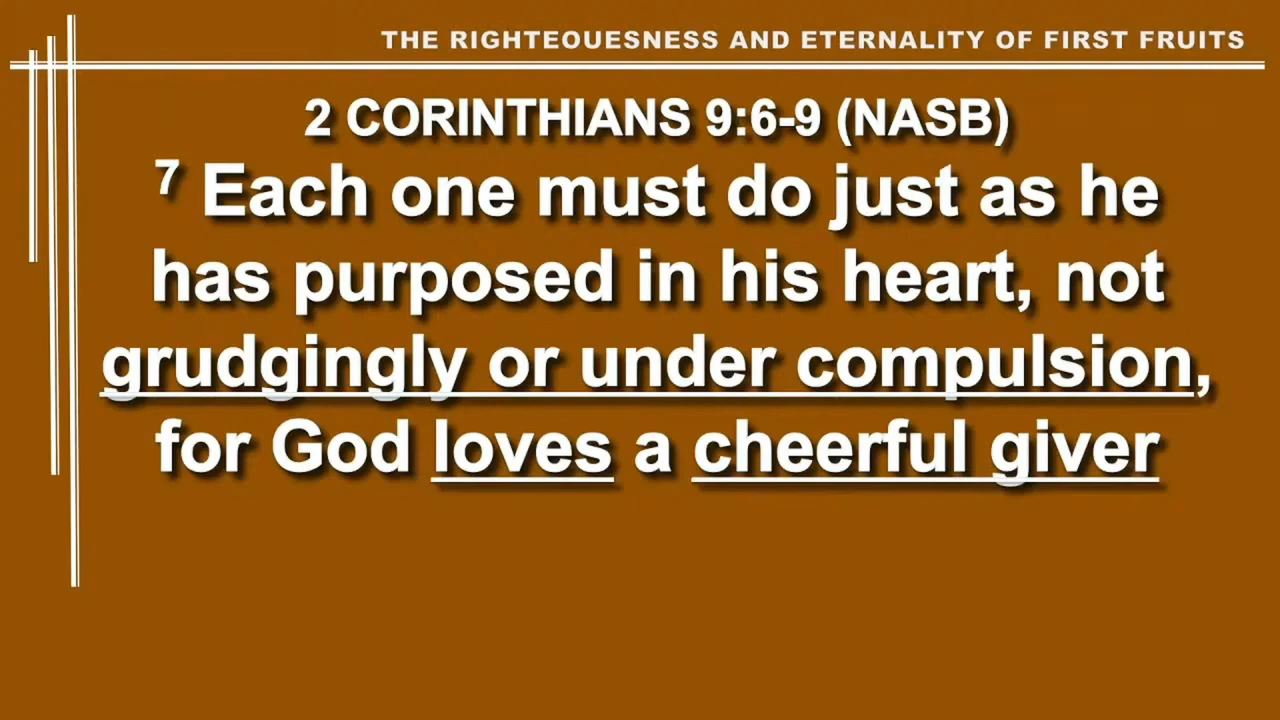 THE RIGHTEOUESNESS AND ETERNALITY OF FIRST FRUITS
2 CORINTHIANS 9:6-9 (NASB)
7 Each one must do just as he
has purposed in his heart, not
grudgingly or under compulsion,
for God loves a cheerful giver